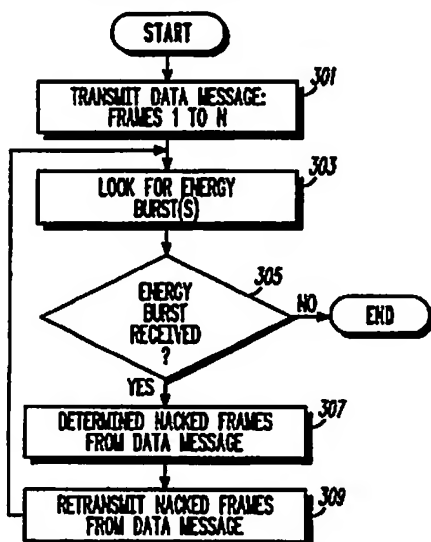 START
301
TRANSMIT DATA MESSAGE:
FRAMES 1 TO N
303
LOOK FOR ENERGY
BURST(S)
305
ENERGY
BURST
RECEIVED
?
NO
END
YES
307
DETERMINED NACKED FRAMES
FROM DATA MESSAGE
309
RETRANSMIT NACKED FRAMES
FROM DATA MESSAGE